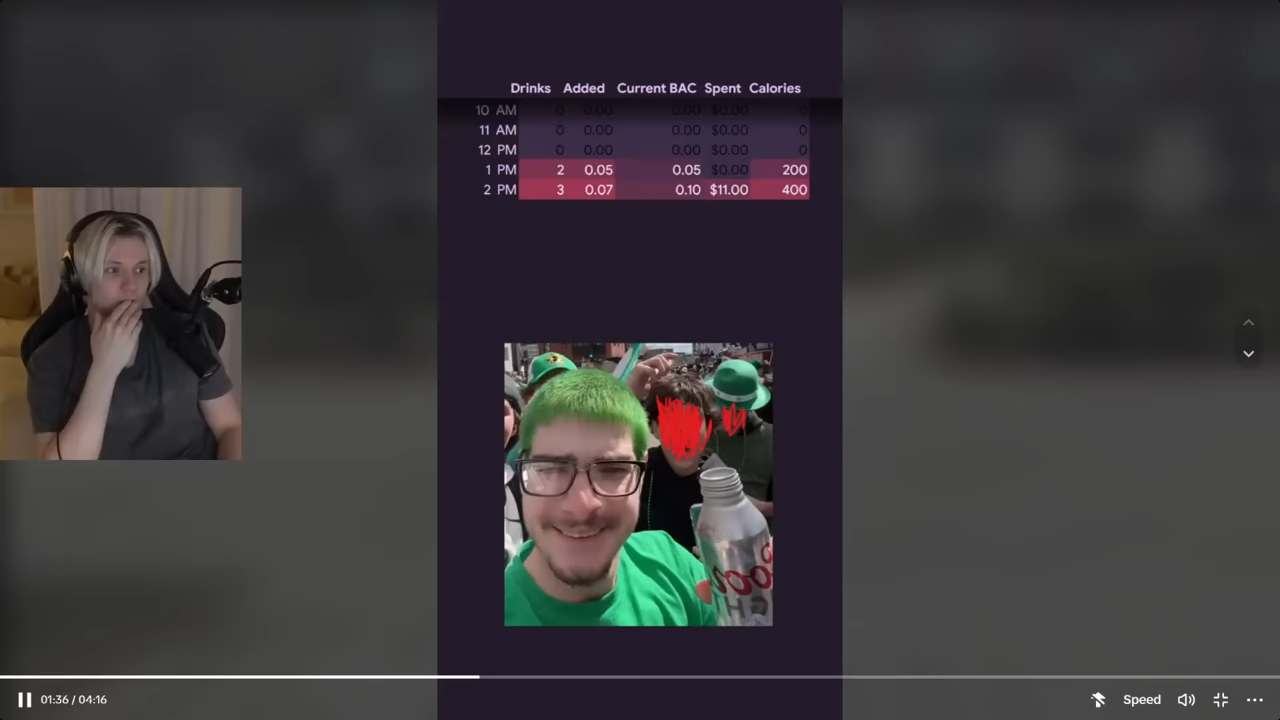 Drinks Added Current BAC Spent Calories
10 AM 0 0.00 0.00 $0.00 0
11 AM 0 0.00 0.00 $0.00 0
12 PM 0 0.00 0.00 $0.00 0
1 PM 2 0.05 0.05 $0.00 200
2 PM 3 0.07 0.10 $11.00 400
01:36 / 04:16
Speed